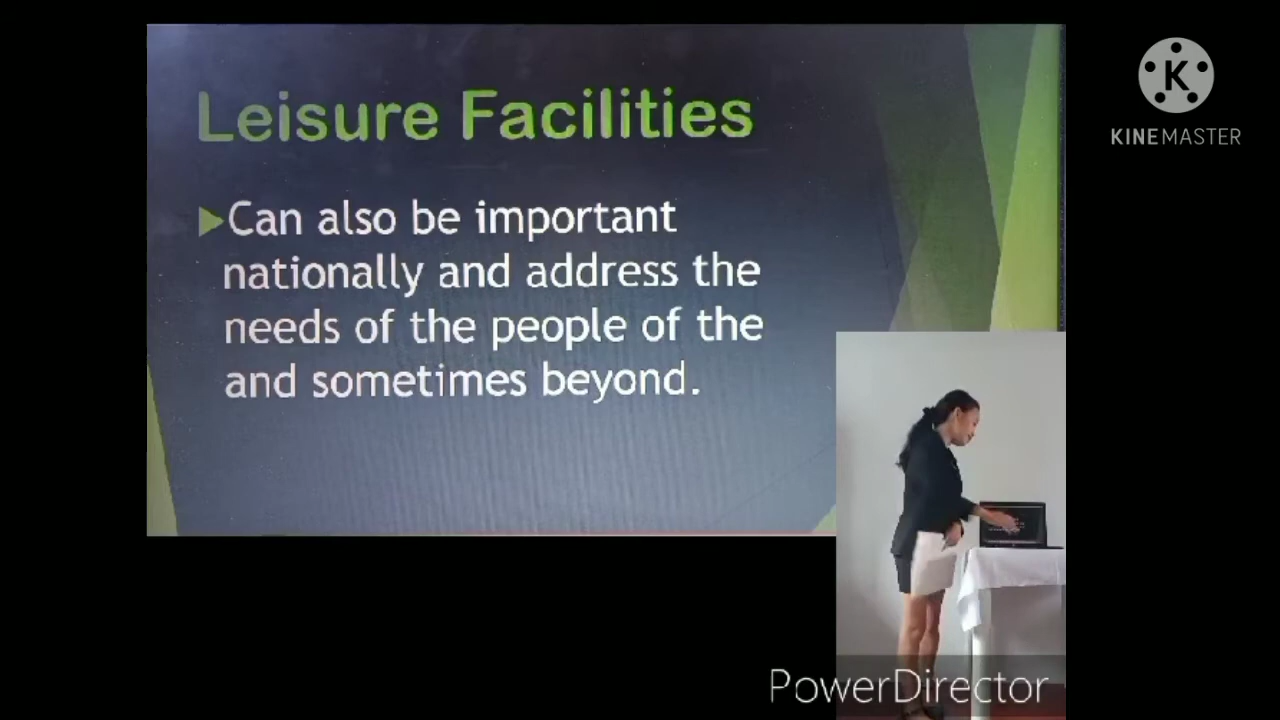 Leisure Facilities
Can also be important
nationally and address the
needs of the people of the
and sometimes beyond.
K
KINEMASTER
PowerDirector